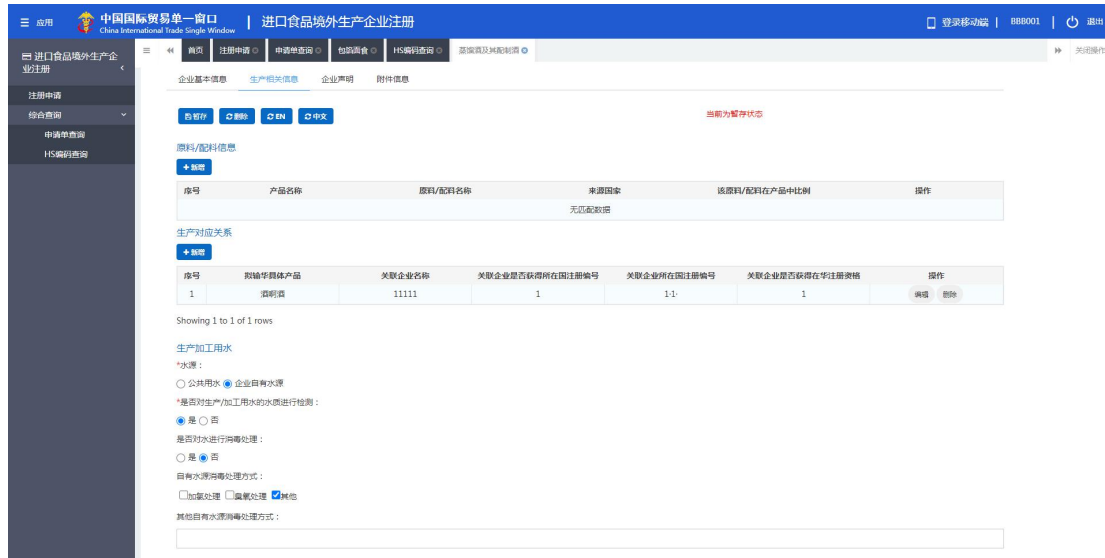 应用 中国国际贸易单一窗口 进口食品境外生产企业注册 登录移动端 | BBB001 | 退出
China International Trade Single Window
进口食品境外生产企业注册
注册申请
综合查询
申请单查询
HS编码查询
首页 注册申请 申请单查询 包馅面食 HS编码查询 蒸馏酒及其配制酒 关闭操作
企业基本信息 生产相关信息 企业声明 附件信息
暂存 删除 EN 中文 当前为暂存状态
原料/配料信息
+新增
序号 产品名称 原料/配料名称 来源国家 该原料/配料在产品中比例 操作
无匹配数据
生产对应关系
+新增
序号 拟输华具体产品 关联企业名称 关联企业是否获得所在国注册编号 关联企业所在国注册编号 关联企业是否获得在华注册资格 操作
1 酒啊酒 11111 1 1·1· 1 编辑 删除
Showing 1 to 1 of 1 rows
生产加工用水
*水源：
公共用水 企业自有水源
*是否对生产/加工用水的水质进行检测：
是 否
是否对水进行消毒处理：
是 否
自有水源消毒处理方式：
加氯处理 臭氧处理 其他
其他自有水源消毒处理方式：